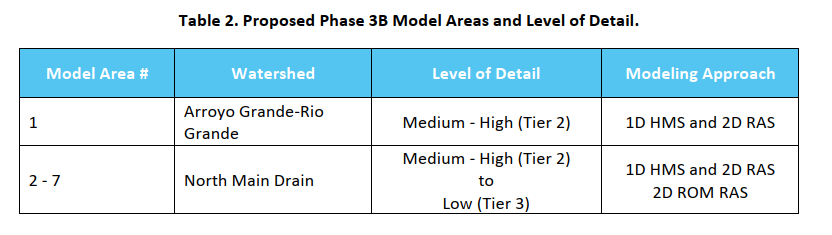 Table 2. Proposed Phase 3B Model Areas and Level of Detail.
Model Area # Watershed Level of Detail Modeling Approach
1 Arroyo Grande-Rio Grande Medium - High (Tier 2) 1D HMS and 2D RAS
2 - 7 North Main Drain Medium - High (Tier 2) to Low (Tier 3) 1D HMS and 2D RAS 2D ROM RAS